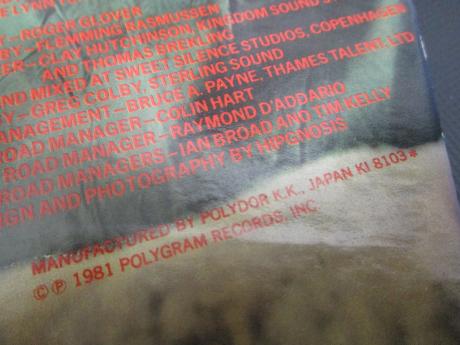 LYNN
–ROGER GLOVER
BY–FLEMMING RASMUSSEN
ER–CLAY HUTCHINSON, KINGDOM SOUND S
AND THOMAS BREKLING
ND MIXED AT SWEET SILENCE STUDIOS, COPENHAGEN
Y–GREG COLBY, STERLING SOUND
ANAGEMENT–BRUCE A. PAYNE, THAMES TALENT, LTD
ROAD MANAGER–COLIN HART
ROAD MANAGER–RAYMOND D'ADDARIO
ROAD MANAGERS–IAN BROAD, AND TIM KELLY
IGN AND PHOTOGRAPHY BY HIPGNOSIS
MANUFACTURED BY POLYDOR K.K., JAPAN KI 8103*
© ℗ 1981 POLYGRAM RECORDS, INC.